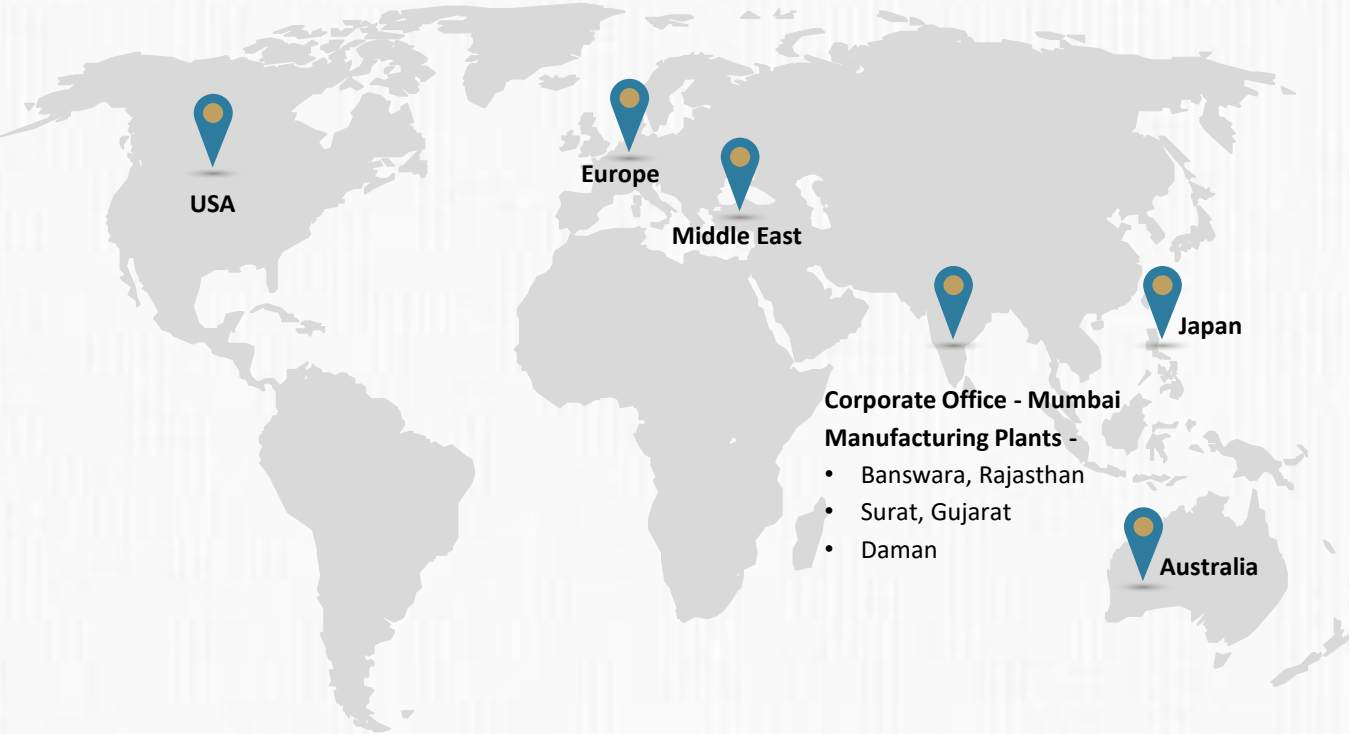 USA
Europe
Middle East
Japan
Corporate Office - Mumbai
Manufacturing Plants -
• Banswara, Rajasthan
• Surat, Gujarat
• Daman
Australia